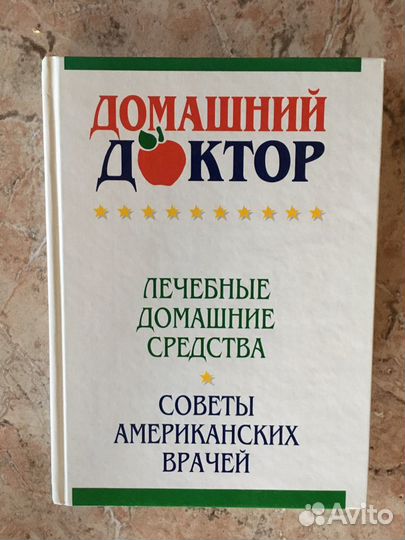 ДОМАШНИЙ
ДОКТОР
ЛЕЧЕБНЫЕ
ДОМАШНИЕ
СРЕДСТВА
СОВЕТЫ
АМЕРИКАНСКИХ
ВРАЧЕЙ
Avito